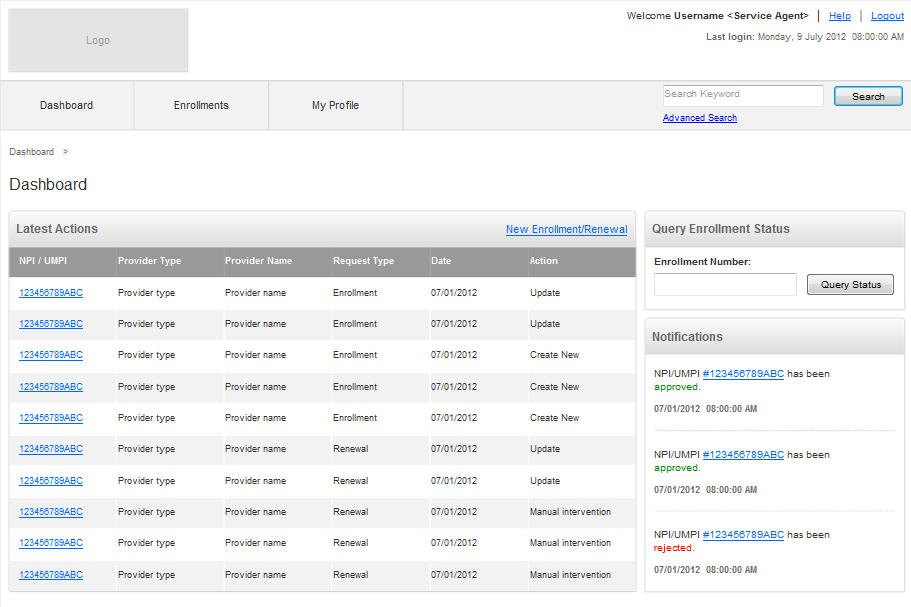 Logo
Welcome Username <Service Agent> | Help | Logout
Last login: Monday, 9 July 2012 08:00:00 AM
Dashboard
Enrollments
My Profile
Search Keyword
Search
Advanced Search
Dashboard >
Dashboard
Latest Actions
New Enrollment/Renewal
NPI / UMPI Provider Type Provider Name Request Type Date Action
123456789ABC Provider type Provider name Enrollment 07/01/2012 Update
123456789ABC Provider type Provider name Enrollment 07/01/2012 Update
123456789ABC Provider type Provider name Enrollment 07/01/2012 Create New
123456789ABC Provider type Provider name Enrollment 07/01/2012 Create New
123456789ABC Provider type Provider name Enrollment 07/01/2012 Create New
123456789ABC Provider type Provider name Renewal 07/01/2012 Update
123456789ABC Provider type Provider name Renewal 07/01/2012 Update
123456789ABC Provider type Provider name Renewal 07/01/2012 Manual intervention
123456789ABC Provider type Provider name Renewal 07/01/2012 Manual intervention
123456789ABC Provider type Provider name Renewal 07/01/2012 Manual intervention
Query Enrollment Status
Enrollment Number:
Query Status
Notifications
NPI/UMPI #123456789ABC has been
approved.
07/01/2012 08:00:00 AM
NPI/UMPI #123456789ABC has been
approved.
07/01/2012 08:00:00 AM
NPI/UMPI #123456789ABC has been
rejected.
07/01/2012 08:00:00 AM